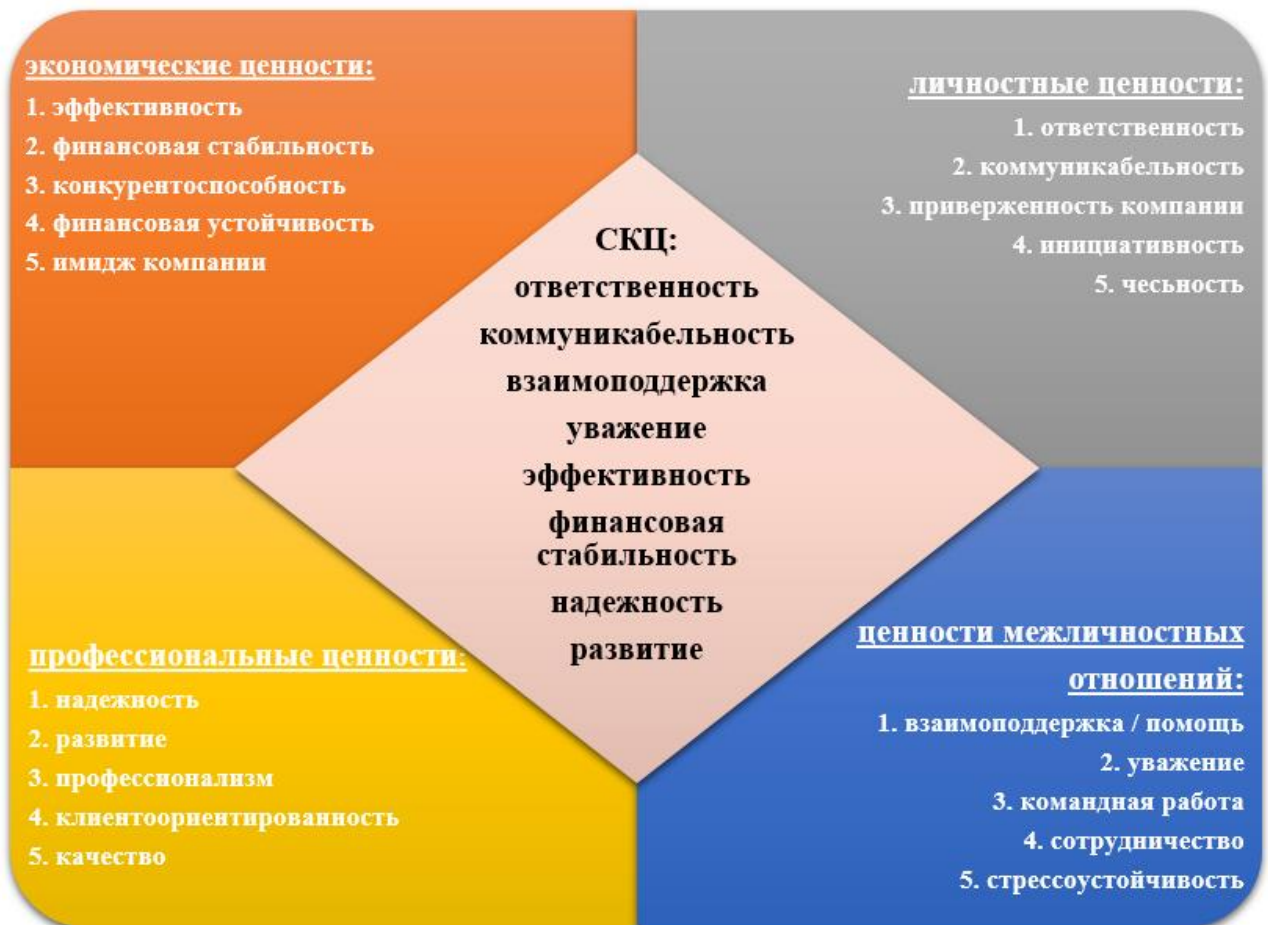 экономические ценности:
1. эффективность
2. финансовая стабильность
3. конкурентоспособность
4. финансовая устойчивость
5. имидж компании
личностные ценности:
1. ответственность
2. коммуникабельность
3. приверженность компании
4. инициативность
5. чесьность
СКЦ:
ответственность
коммуникабельность
взаимоподдержка
уважение
эффективность
финансовая
стабильность
надежность
развитие
профессиональные ценности:
1. надежность
2. развитие
3. профессионализм
4. клиентоориентированность
5. качество
ценности межличностных
отношений:
1. взаимоподдержка / помощь
2. уважение
3. командная работа
4. сотрудничество
5. стрессоустойчивость